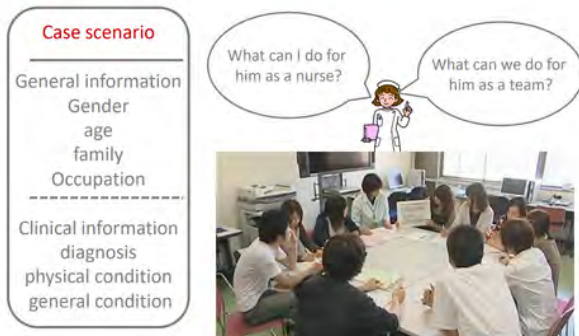 Case scenario
General information
Gender
age
family
Occupation
Clinical information
diagnosis
physical condition
general condition
What can I do for
him as a nurse?
What can we do for
him as a team?